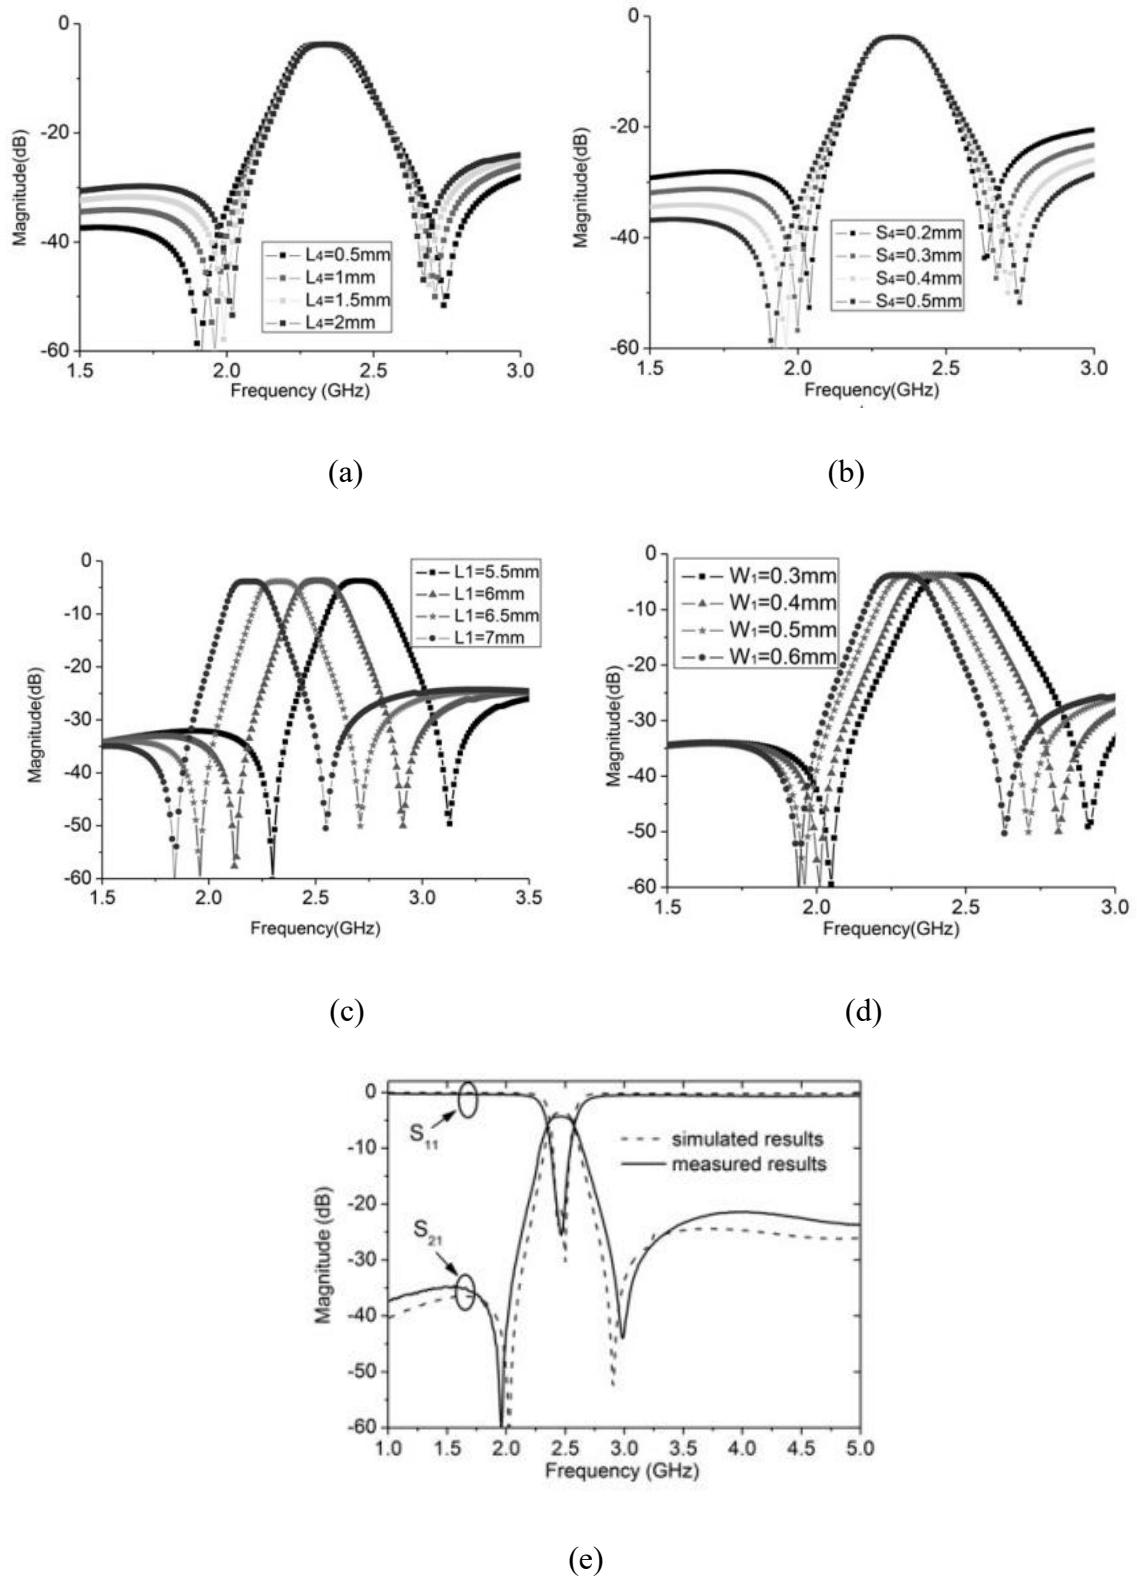 0
-20
-40
-60
1.5
2.0
2.5
3.0
Magnitude(dB)
Frequency (GHz)
L4=0.5mm
L4=1mm
L4=1.5mm
L4=2mm
(a)
0
-20
-40
-60
1.5
2.0
2.5
3.0
Magnitude(dB)
Frequency(GHz)
S4=0.2mm
S4=0.3mm
S4=0.4mm
S4=0.5mm
(b)
0
-10
-20
-30
-40
-50
-60
1.5
2.0
2.5
3.0
3.5
Magnitude(dB)
Frequency(GHz)
L1=5.5mm
L1=6mm
L1=6.5mm
L1=7mm
(c)
0
-10
-20
-30
-40
-50
-60
1.5
2.0
2.5
3.0
Magnitude(dB)
Frequency(GHz)
W1=0.3mm
W1=0.4mm
W1=0.5mm
W1=0.6mm
(d)
0
-10
-20
-30
-40
-50
-60
1.0
1.5
2.0
2.5
3.0
3.5
4.0
4.5
5.0
Magnitude (dB)
Frequency (GHz)
S11
S21
simulated results
measured results
(e)